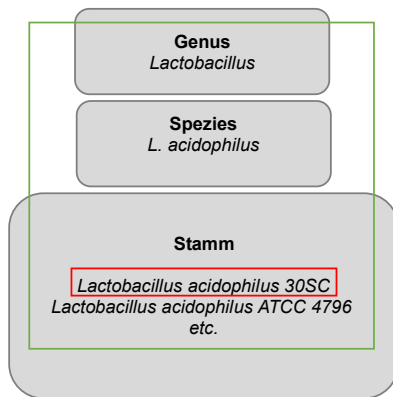 Genus
Lactobacillus
Spezies
L. acidophilus
Stamm
Lactobacillus acidophilus 30SC
Lactobacillus acidophilus ATCC 4796
etc.